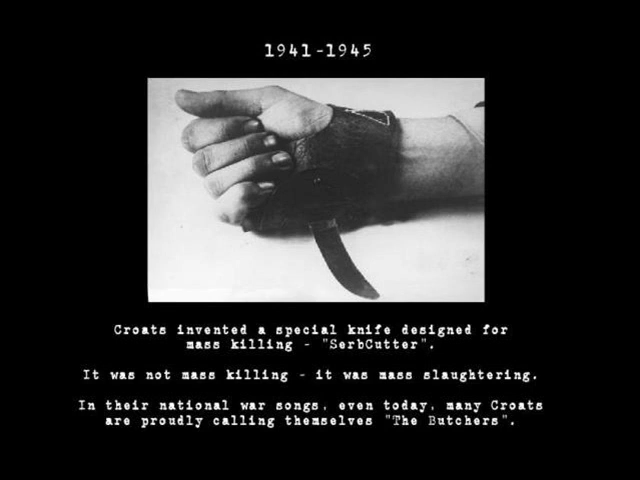 1941-1945
Croats invented a special knife designed for
mass killing - "SerbCutter".
It was not mass killing - it was mass slaughtering.
In their national war songs, even today, many Croats
are proudly calling themselves "The Butchers".